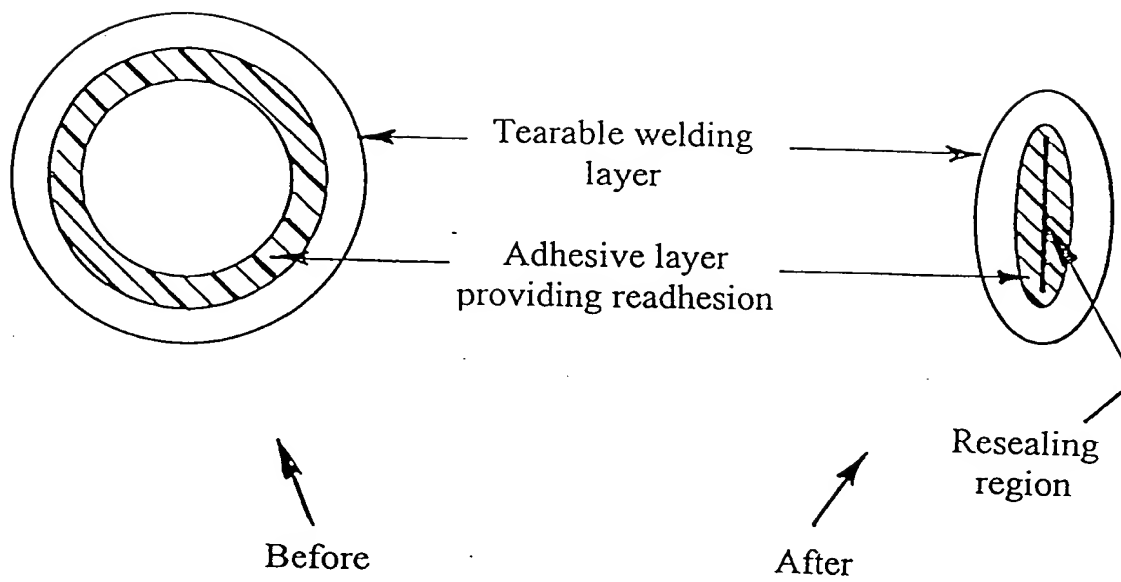 Tearable welding
layer
Adhesive layer
providing readhesion
Resealing
region
Before
After